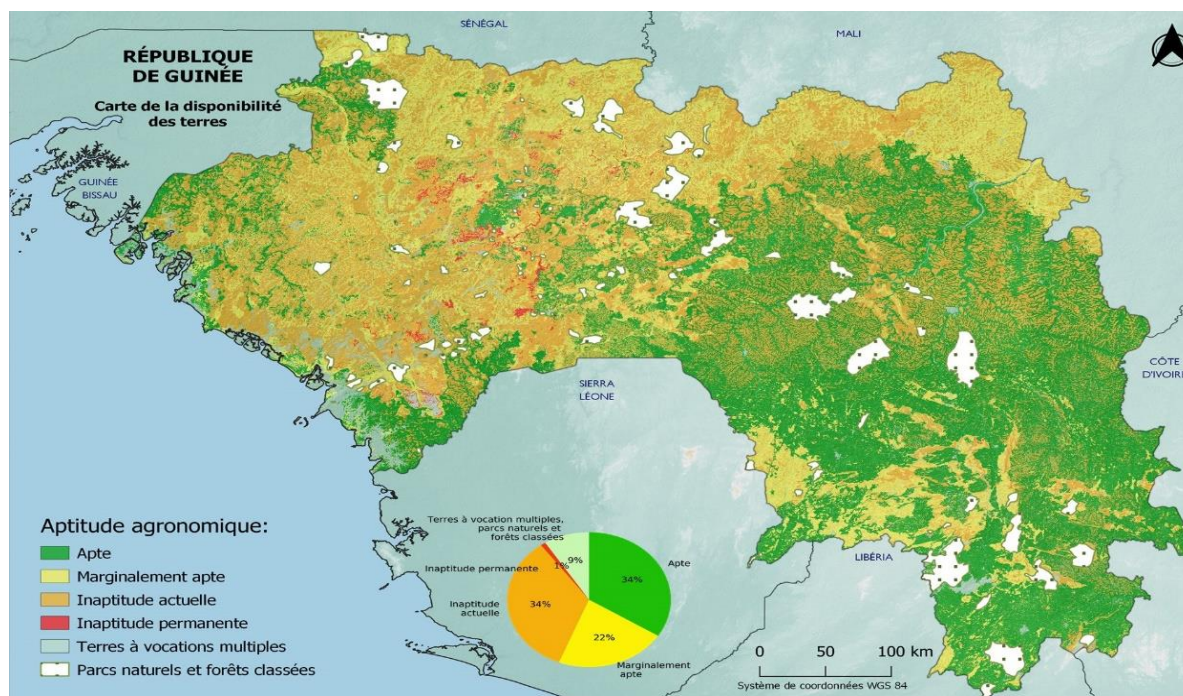 SÉNÉGAL
MALI
RÉPUBLIQUE
DE GUINÉE
Carte de la disponibilité
des terres
GUINÉE
BISSAU
CÔTE
D'IVOIRE
SIERRA
LÉONE
LIBÉRIA
Aptitude agronomique:
Apte
Marginalement apte
Inaptitude actuelle
Inaptitude permanente
Terres à vocations multiples
Parcs naturels et forêts classées
Terres à vocation multiples,
parcs naturels et
forêts classées
Inaptitude permanente
1%
9%
Apte
34%
Inaptitude
actuelle
34%
22%
Marginalement
apte
0 50 100 km
Système de coordonnées WGS 84